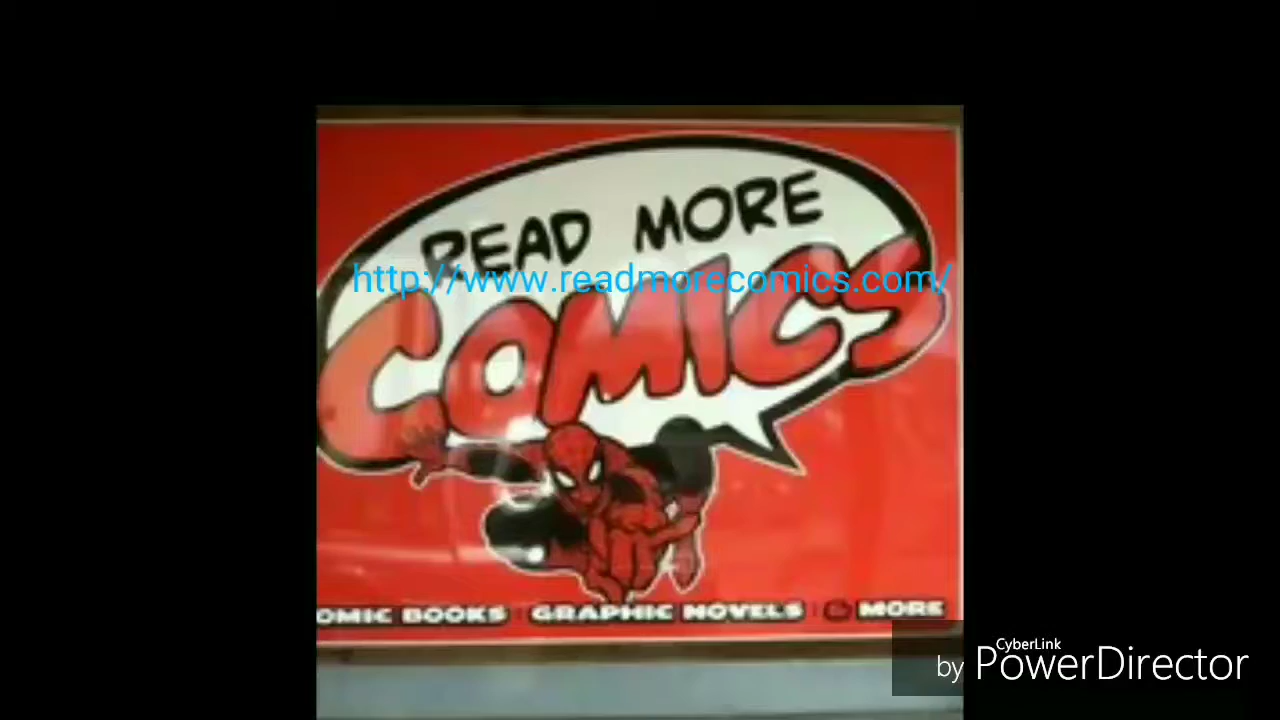 READ MORE
http://www.readmorecomics.com/
COMICS
OMIC BOOKS GRAPHIC NOVELS & MORE
CyberLink
by PowerDirector